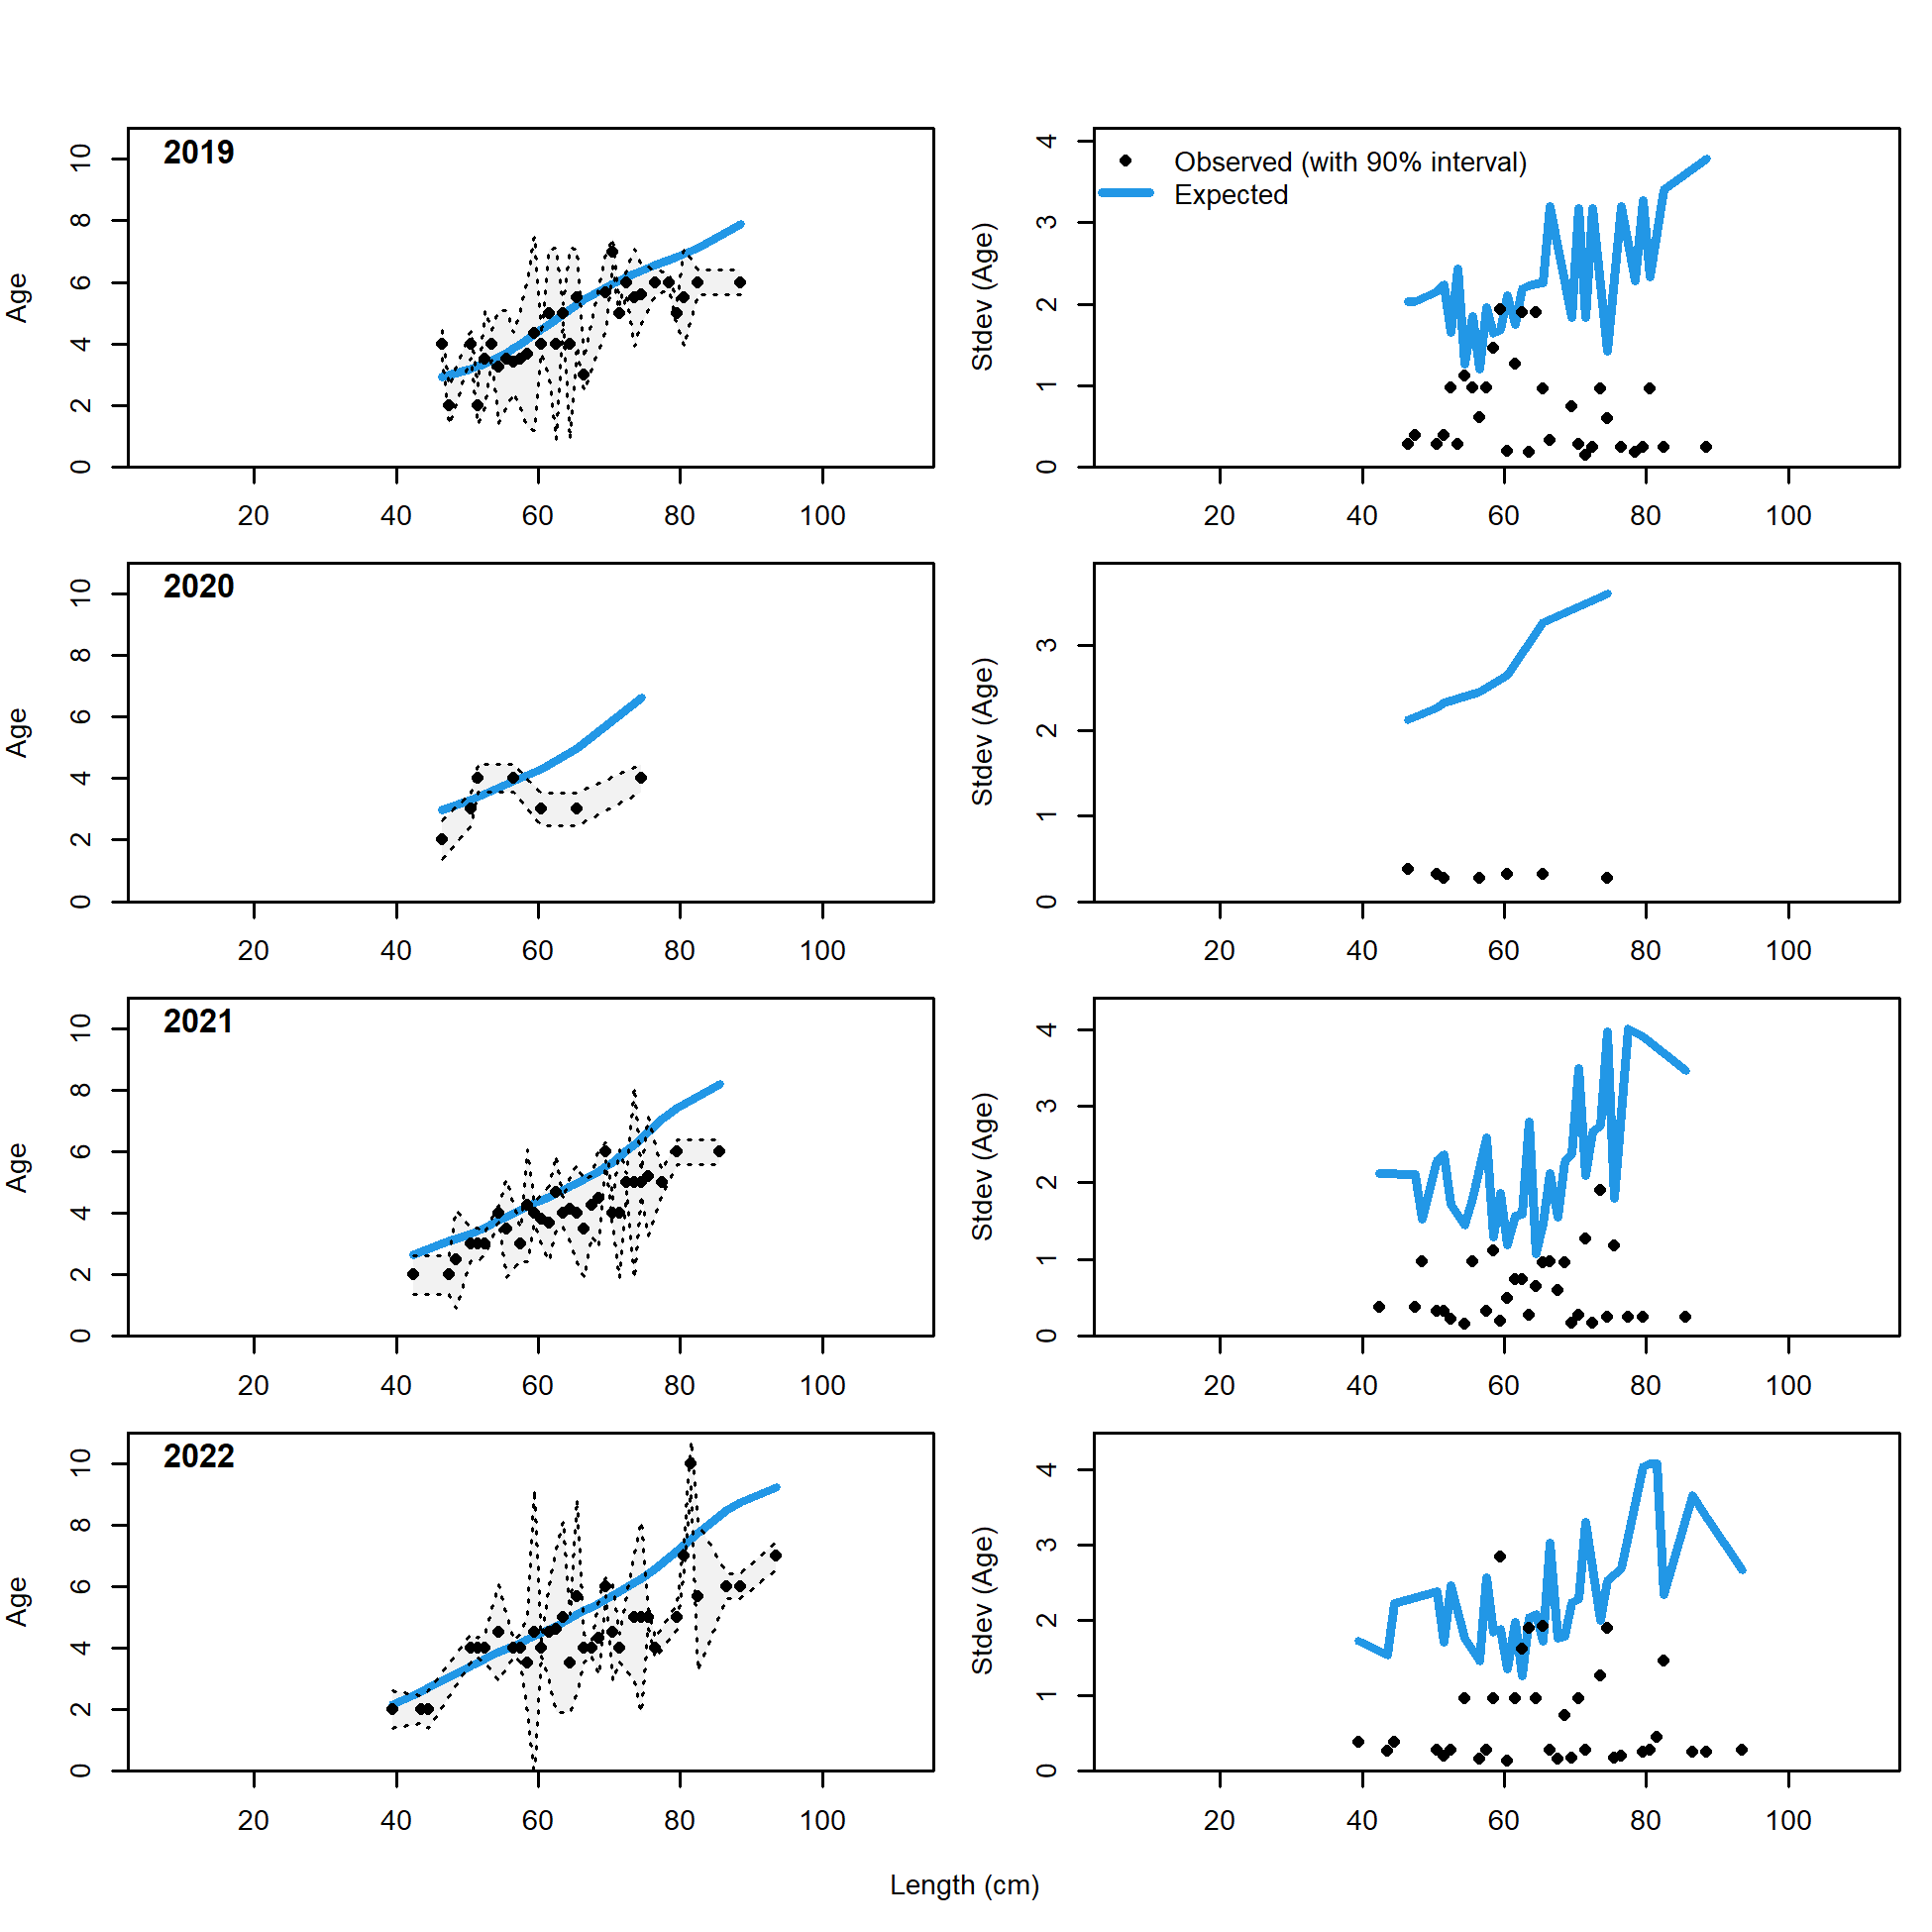 2019
Age
0 2 4 6 8 10
20 40 60 80 100
Observed (with 90% interval)
Expected
Stdev (Age)
0 1 2 3 4
20 40 60 80 100
2020
Age
0 2 4 6 8 10
20 40 60 80 100
Stdev (Age)
0 1 2 3
20 40 60 80 100
2021
Age
0 2 4 6 8 10
20 40 60 80 100
Stdev (Age)
0 1 2 3 4
20 40 60 80 100
2022
Age
0 2 4 6 8 10
20 40 60 80 100
Stdev (Age)
0 1 2 3 4
20 40 60 80 100
Length (cm)